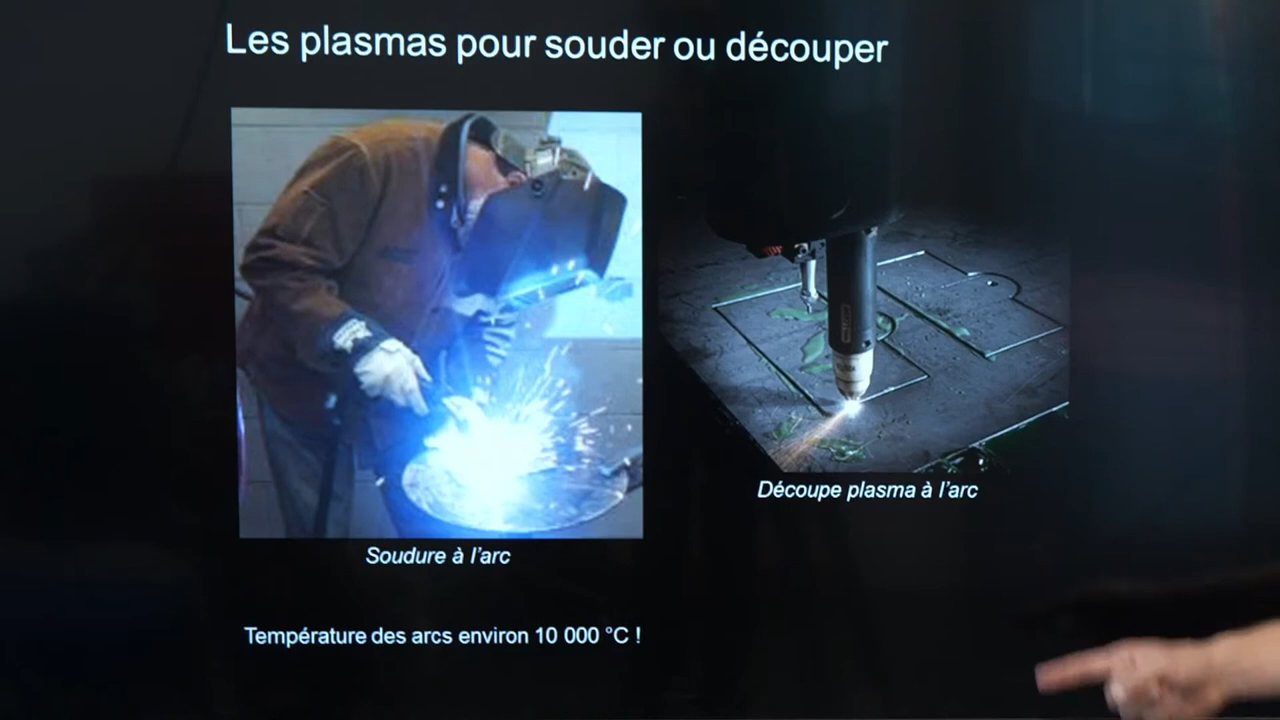 Les plasmas pour souder ou découper
Découpe plasma à l'arc
Soudure à l'arc
Température des arcs environ 10 000 °C !